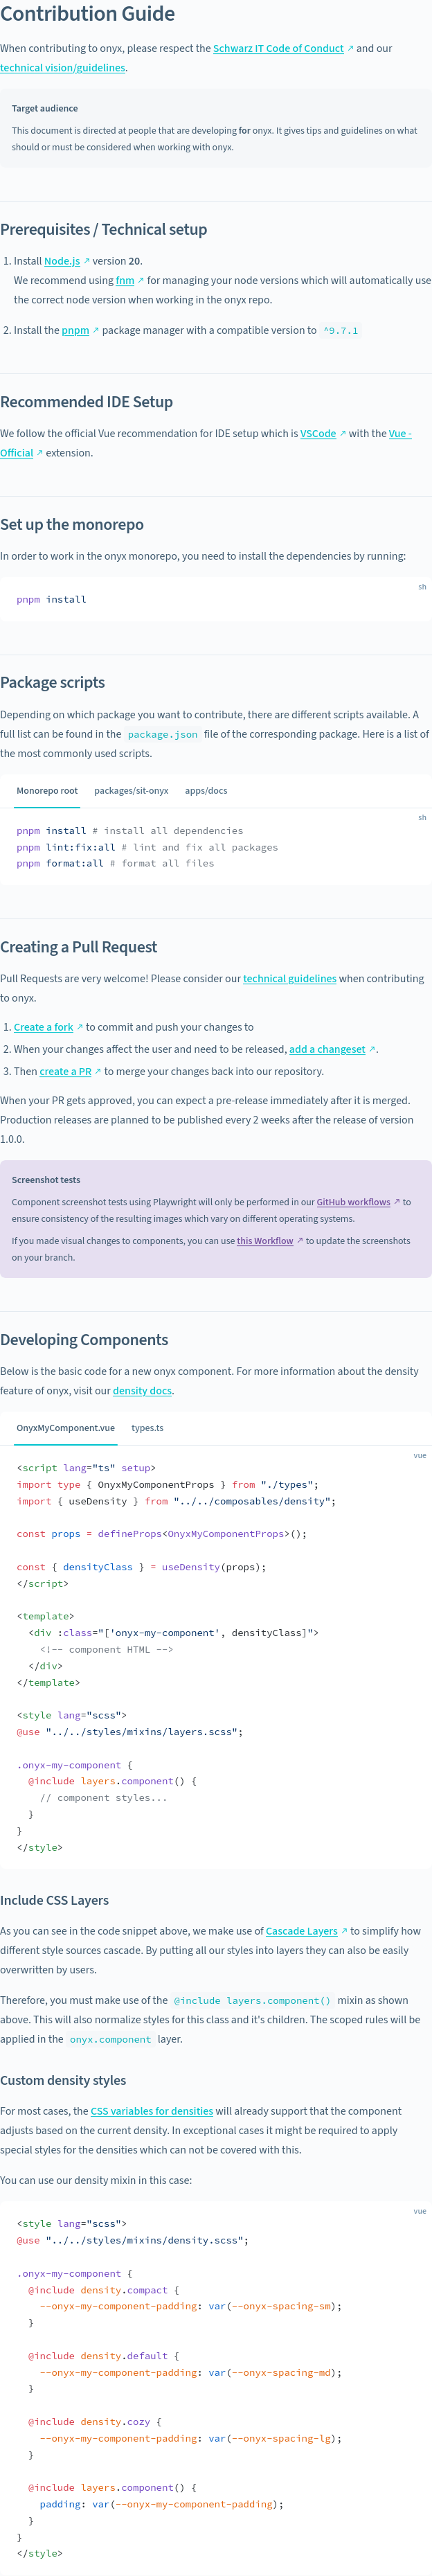 Contribution Guide
When contributing to onyx, please respect the Schwarz IT Code of Conduct ↗ and our
technical vision/guidelines.
Target audience
This document is directed at people that are developing for onyx. It gives tips and guidelines on what
should or must be considered when working with onyx.
Prerequisites / Technical setup
1. Install Node.js ↗ version 20.
We recommend using fnm ↗ for managing your node versions which will automatically use
the correct node version when working in the onyx repo.
2. Install the pnpm ↗ package manager with a compatible version to ^9.7.1
Recommended IDE Setup
We follow the official Vue recommendation for IDE setup which is VSCode ↗ with the Vue -
Official ↗ extension.
Set up the monorepo
In order to work in the onyx monorepo, you need to install the dependencies by running:
sh
pnpm install
Package scripts
Depending on which package you want to contribute, there are different scripts available. A
full list can be found in the package.json file of the corresponding package. Here is a list of
the most commonly used scripts.
Monorepo root packages/sit-onyx apps/docs
sh
pnpm install # install all dependencies
pnpm lint:fix:all # lint and fix all packages
pnpm format:all # format all files
Creating a Pull Request
Pull Requests are very welcome! Please consider our technical guidelines when contributing
to onyx.
1. Create a fork ↗ to commit and push your changes to
2. When your changes affect the user and need to be released, add a changeset ↗.
3. Then create a PR ↗ to merge your changes back into our repository.
When your PR gets approved, you can expect a pre-release immediately after it is merged.
Production releases are planned to be published every 2 weeks after the release of version
1.0.0.
Screenshot tests
Component screenshot tests using Playwright will only be performed in our GitHub workflows ↗ to
ensure consistency of the resulting images which vary on different operating systems.
If you made visual changes to components, you can use this Workflow ↗ to update the screenshots
on your branch.
Developing Components
Below is the basic code for a new onyx component. For more information about the density
feature of onyx, visit our density docs.
OnyxMyComponent.vue types.ts
vue
<script lang="ts" setup>
import type { OnyxMyComponentProps } from "./types";
import { useDensity } from "../../composables/density";
const props = defineProps<OnyxMyComponentProps>();
const { densityClass } = useDensity(props);
</script>
<template>
<div :class="['onyx-my-component', densityClass]">
<!-- component HTML -->
</div>
</template>
<style lang="scss">
@use "../../styles/mixins/layers.scss";
.onyx-my-component {
@include layers.component() {
// component styles...
}
}
</style>
Include CSS Layers
As you can see in the code snippet above, we make use of Cascade Layers ↗ to simplify how
different style sources cascade. By putting all our styles into layers they can also be easily
overwritten by users.
Therefore, you must make use of the @include layers.component() mixin as shown
above. This will also normalize styles for this class and it's children. The scoped rules will be
applied in the onyx.component layer.
Custom density styles
For most cases, the CSS variables for densities will already support that the component
adjusts based on the current density. In exceptional cases it might be required to apply
special styles for the densities which can not be covered with this.
You can use our density mixin in this case:
vue
<style lang="scss">
@use "../../styles/mixins/density.scss";
.onyx-my-component {
@include density.compact {
--onyx-my-component-padding: var(--onyx-spacing-sm);
}
@include density.default {
--onyx-my-component-padding: var(--onyx-spacing-md);
}
@include density.cozy {
--onyx-my-component-padding: var(--onyx-spacing-lg);
}
@include layers.component() {
padding: var(--onyx-my-component-padding);
}
}
</style>